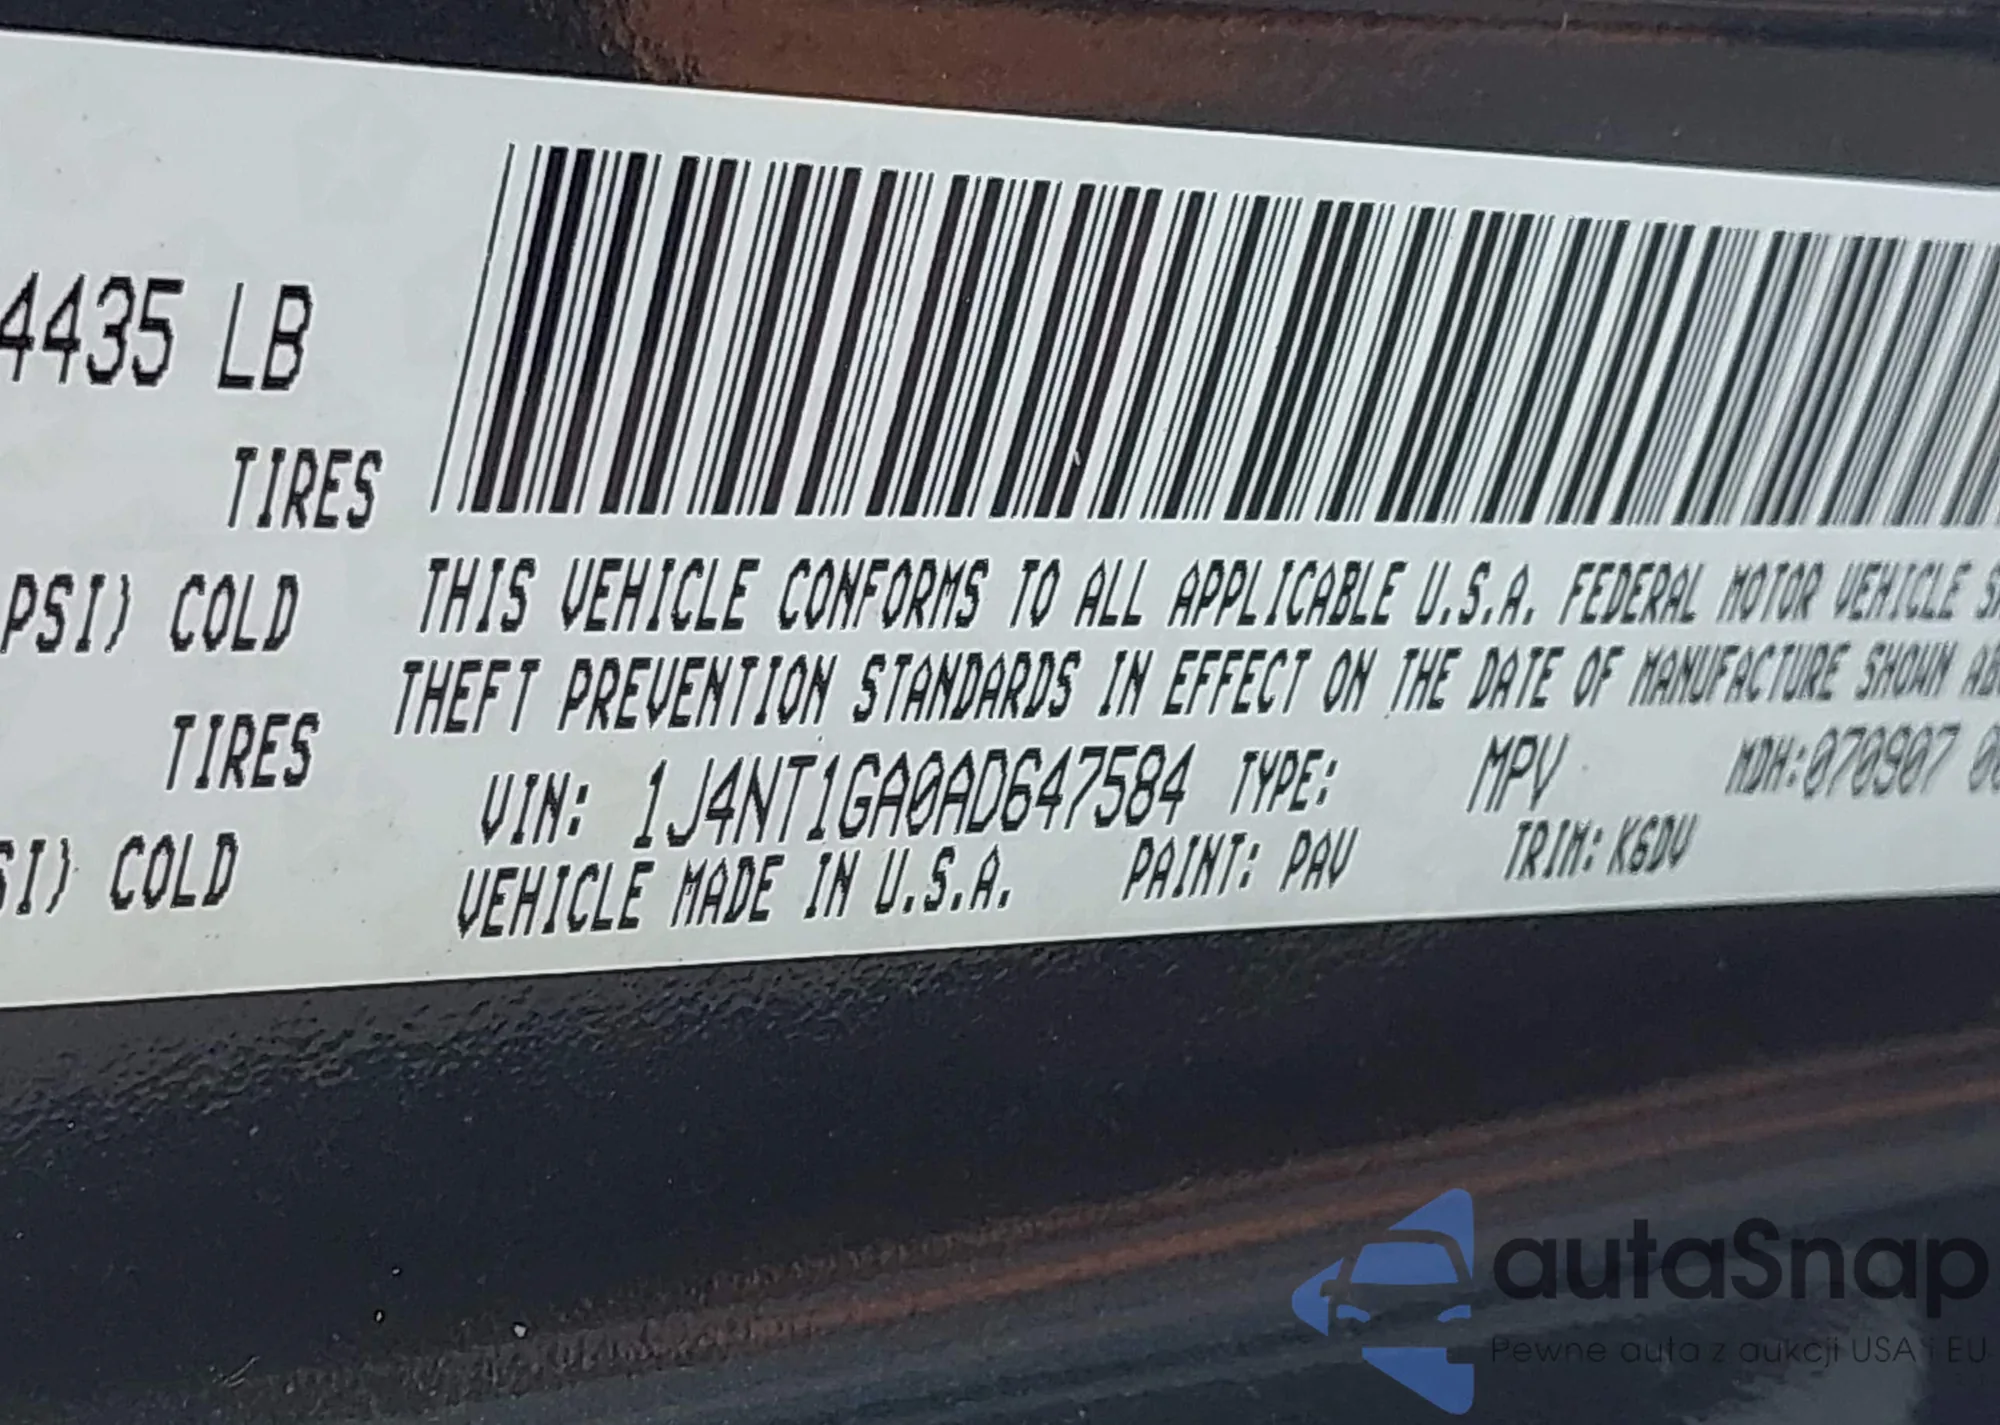 4435 LB
TIRES
PSI) COLD
TIRES
SI) COLD
THIS VEHICLE CONFORMS TO ALL APPLICABLE U.S.A. FEDERAL MOTOR VEHICLE
THEFT PREVENTION STANDARDS IN EFFECT ON THE DATE OF MANUFACTURE SHOWN
VIN: 1J4NT1GA0AD647584 TYPE: MPV MDH:070907
VEHICLE MADE IN U.S.A. PAINT: PAV TRIM: K6DV
autaSnap
Pewne auta z aukcji USA i EU